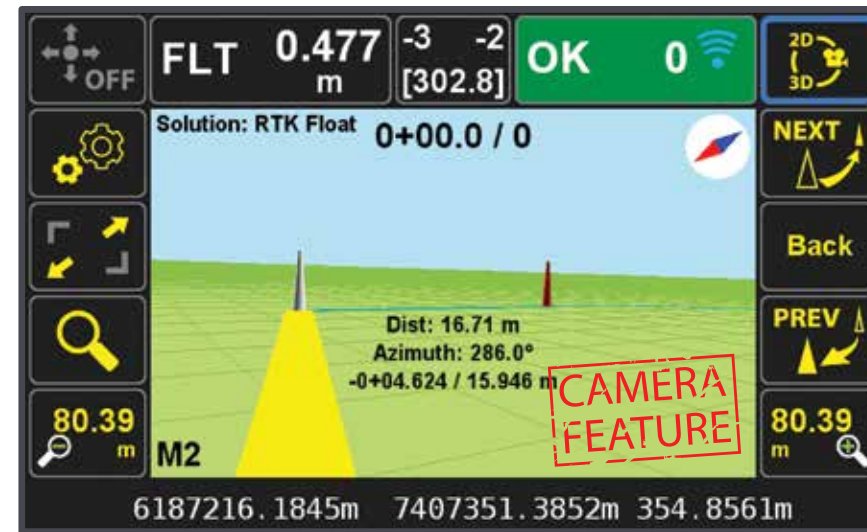 OFF
FLT 0.477 m
-3 -2
[302.8]
OK 0
2D
3D
Solution: RTK Float
0+00.0 / 0
NEXT
Back
PREV
Dist: 16.71 m
Azimuth: 286.0°
-0+04.624 / 15.946 m
CAMERA
FEATURE
80.39
m
M2
80.39
m
6187216.1845m 7407351.3852m 354.8561m